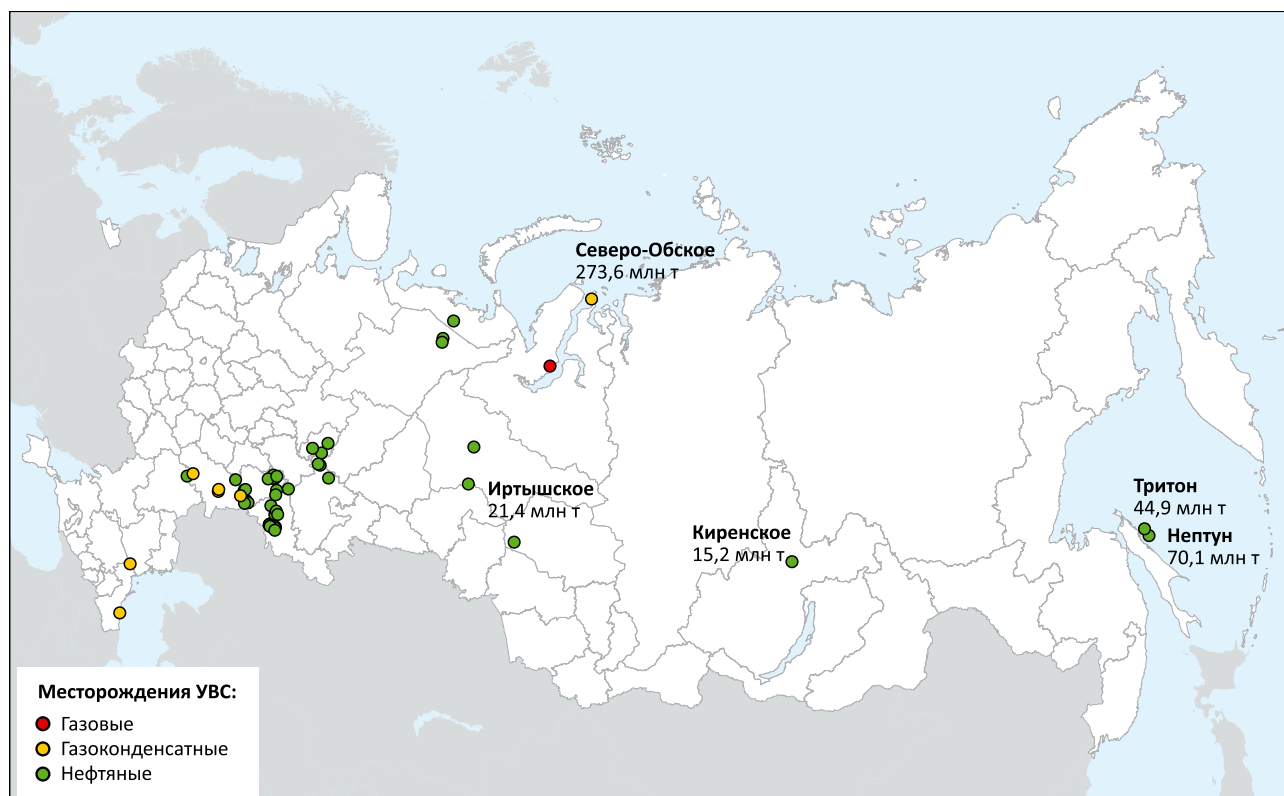 Северо-Обское
273,6 млн т
Иртышское
21,4 млн т
Киренское
15,2 млн т
Тритон
44,9 млн т
Нептун
70,1 млн т
Месторождения УВС:
Газовые
Газоконденсатные
Нефтяные